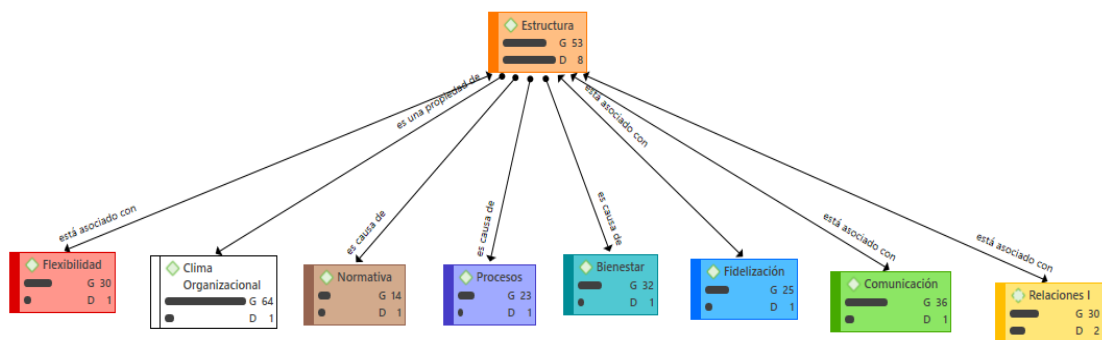 Estructura
G 53
D 8
es una propiedad de
está asociado con
está asociado con
es causa de
es causa de
es causa de
está asociado con
está asociado con
Flexibilidad
G 30
D 1
Clima
Organizacional
G 64
D 1
Normativa
G 14
D 1
Procesos
G 23
D 1
Bienestar
G 32
D 1
Fidelización
G 25
D 1
Comunicación
G 36
D 1
Relaciones I
G 30
D 2